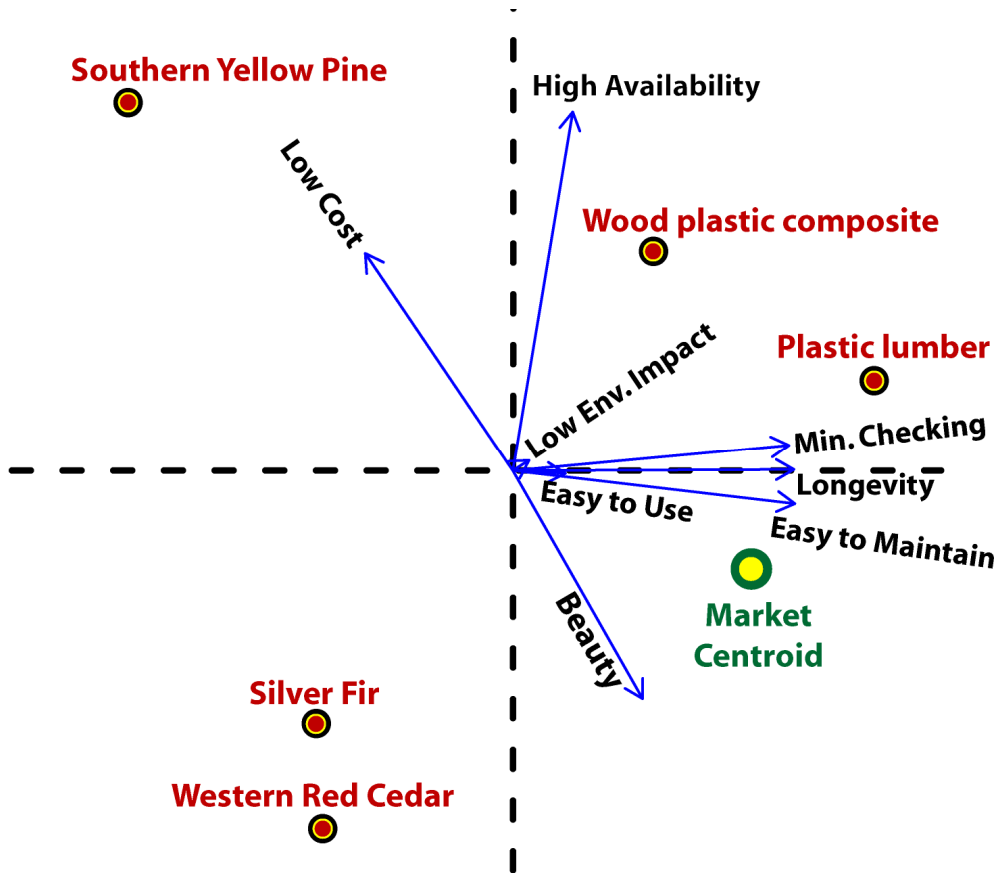 Southern Yellow Pine
High Availability
Low Cost
Wood plastic composite
Low Env. Impact
Plastic lumber
Min. Checking
Longevity
Easy to Use
Easy to Maintain
Beauty
Market
Centroid
Silver Fir
Western Red Cedar